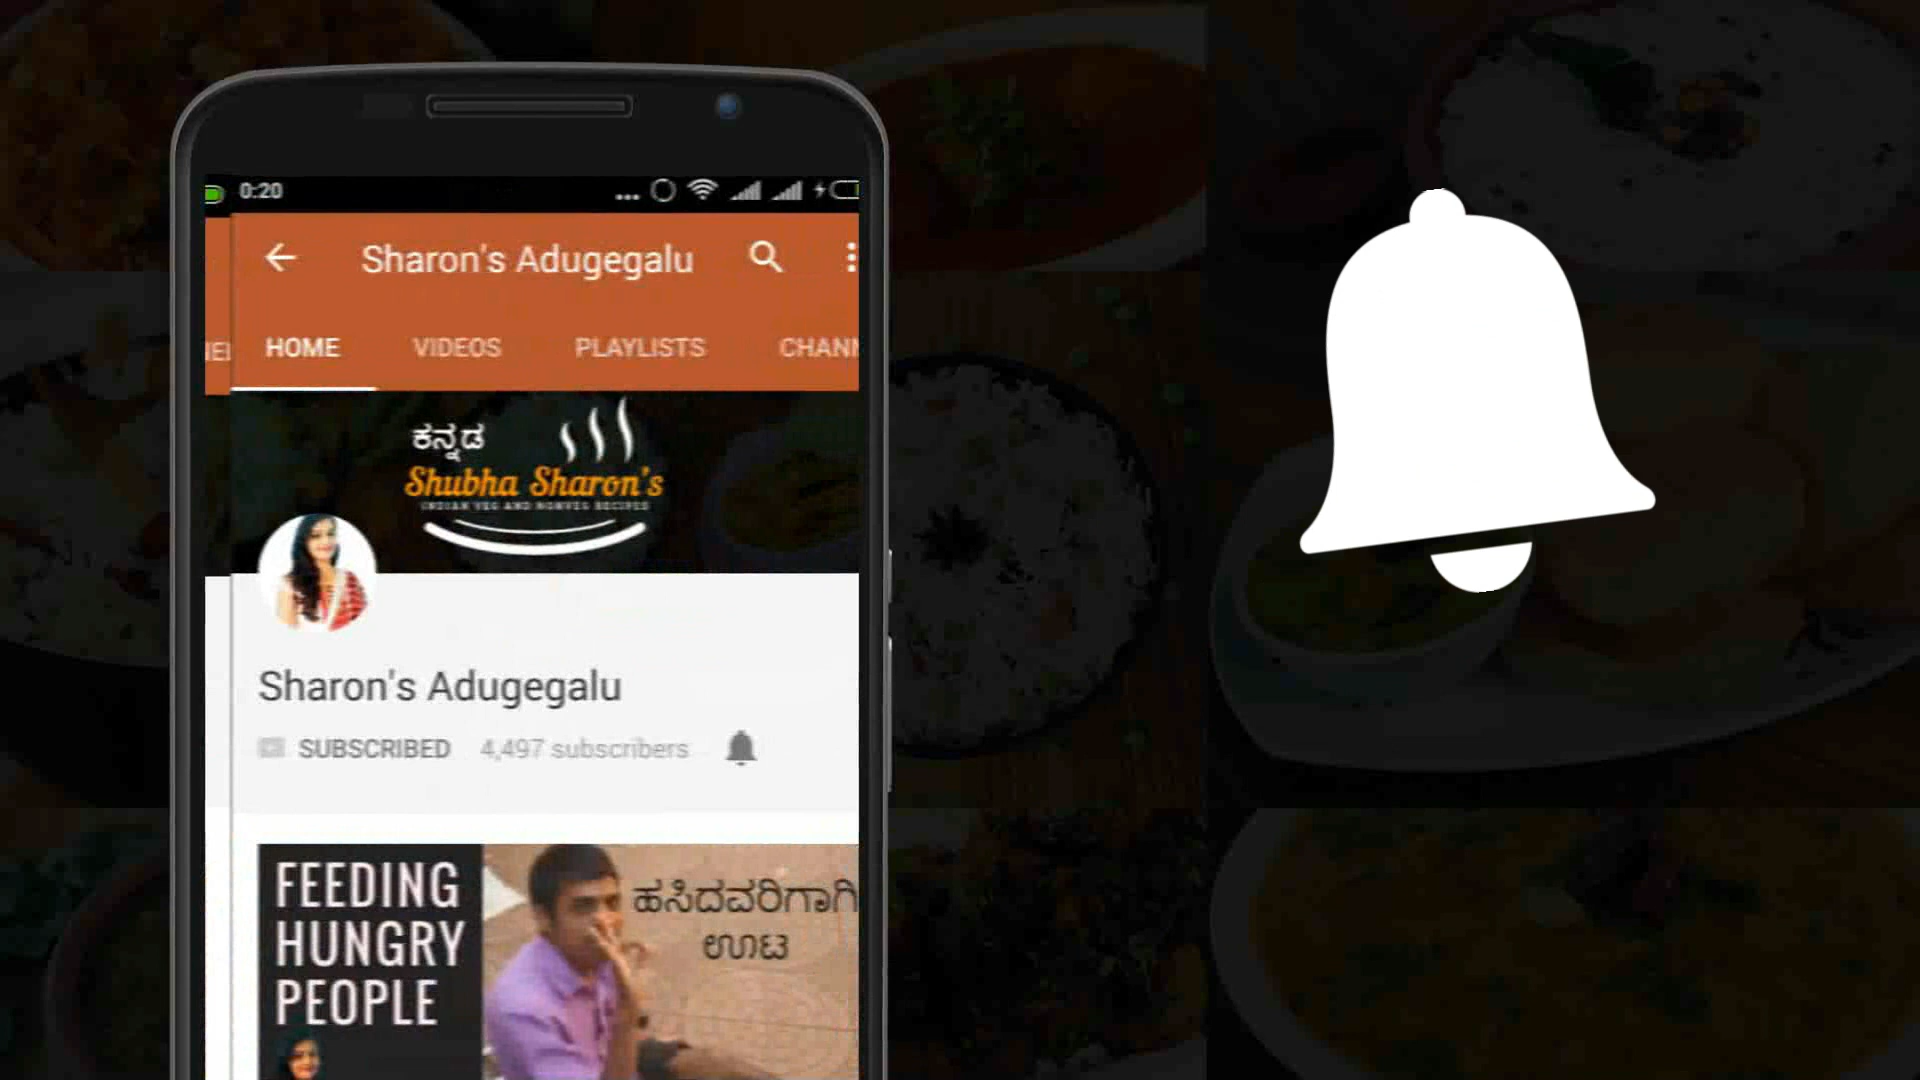 0:20
Sharon's Adugegalu
HOME VIDEOS PLAYLISTS CHANN
ಕನ್ನಡ
Shubha Sharon's
INDIAN VEG AND NONVEG RECIPES
Sharon's Adugegalu
SUBSCRIBED 4,497 subscribers
FEEDING
HUNGRY
PEOPLE
ಹಸಿದವರಿಗಾಗಿ
ಊಟ